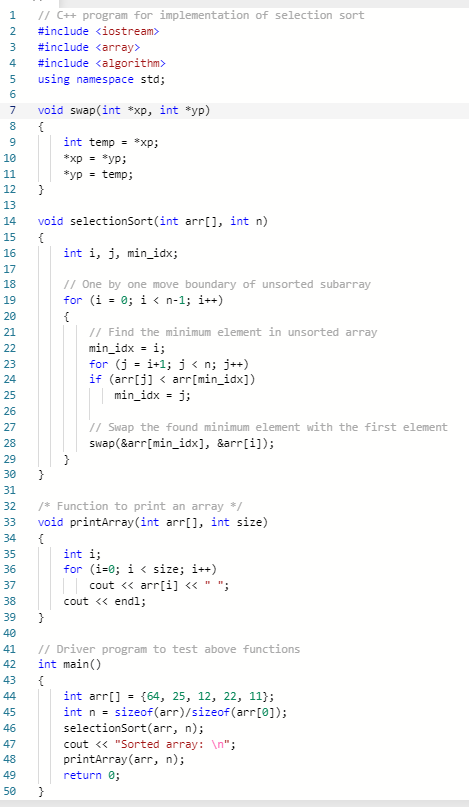 1 // C++ program for implementation of selection sort
2 #include <iostream>
3 #include <array>
4 #include <algorithm>
5 using namespace std;
6
7 void swap(int *xp, int *yp)
8 {
9     int temp = *xp;
10     *xp = *yp;
11     *yp = temp;
12 }
13
14 void selectionSort(int arr[], int n)
15 {
16     int i, j, min_idx;
17
18     // One by one move boundary of unsorted subarray
19     for (i = 0; i < n-1; i++)
20     {
21         // Find the minimum element in unsorted array
22         min_idx = i;
23         for (j = i+1; j < n; j++)
24         if (arr[j] < arr[min_idx])
25             min_idx = j;
26
27         // Swap the found minimum element with the first element
28         swap(&arr[min_idx], &arr[i]);
29     }
30 }
31
32 /* Function to print an array */
33 void printArray(int arr[], int size)
34 {
35     int i;
36     for (i=0; i < size; i++)
37         cout << arr[i] << " ";
38     cout << endl;
39 }
40
41 // Driver program to test above functions
42 int main()
43 {
44     int arr[] = {64, 25, 12, 22, 11};
45     int n = sizeof(arr)/sizeof(arr[0]);
46     selectionSort(arr, n);
47     cout << "Sorted array: \n";
48     printArray(arr, n);
49     return 0;
50 }